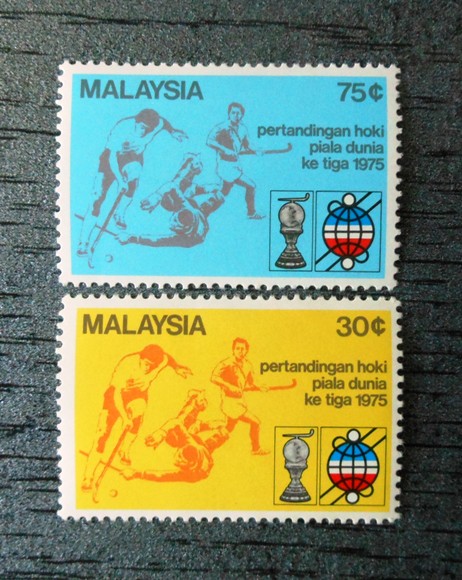 MALAYSIA 75¢
pertandingan hoki
piala dunia
ke tiga 1975
MALAYSIA 30¢
pertandingan hoki
piala dunia
ke tiga 1975